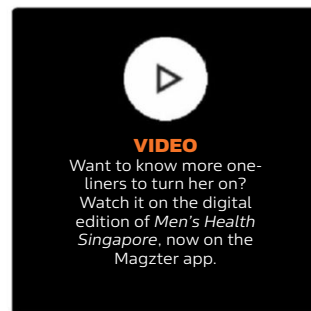 VIDEO
Want to know more one-
liners to turn her on?
Watch it on the digital
edition of Men's Health
Singapore, now on the
Magzter app.